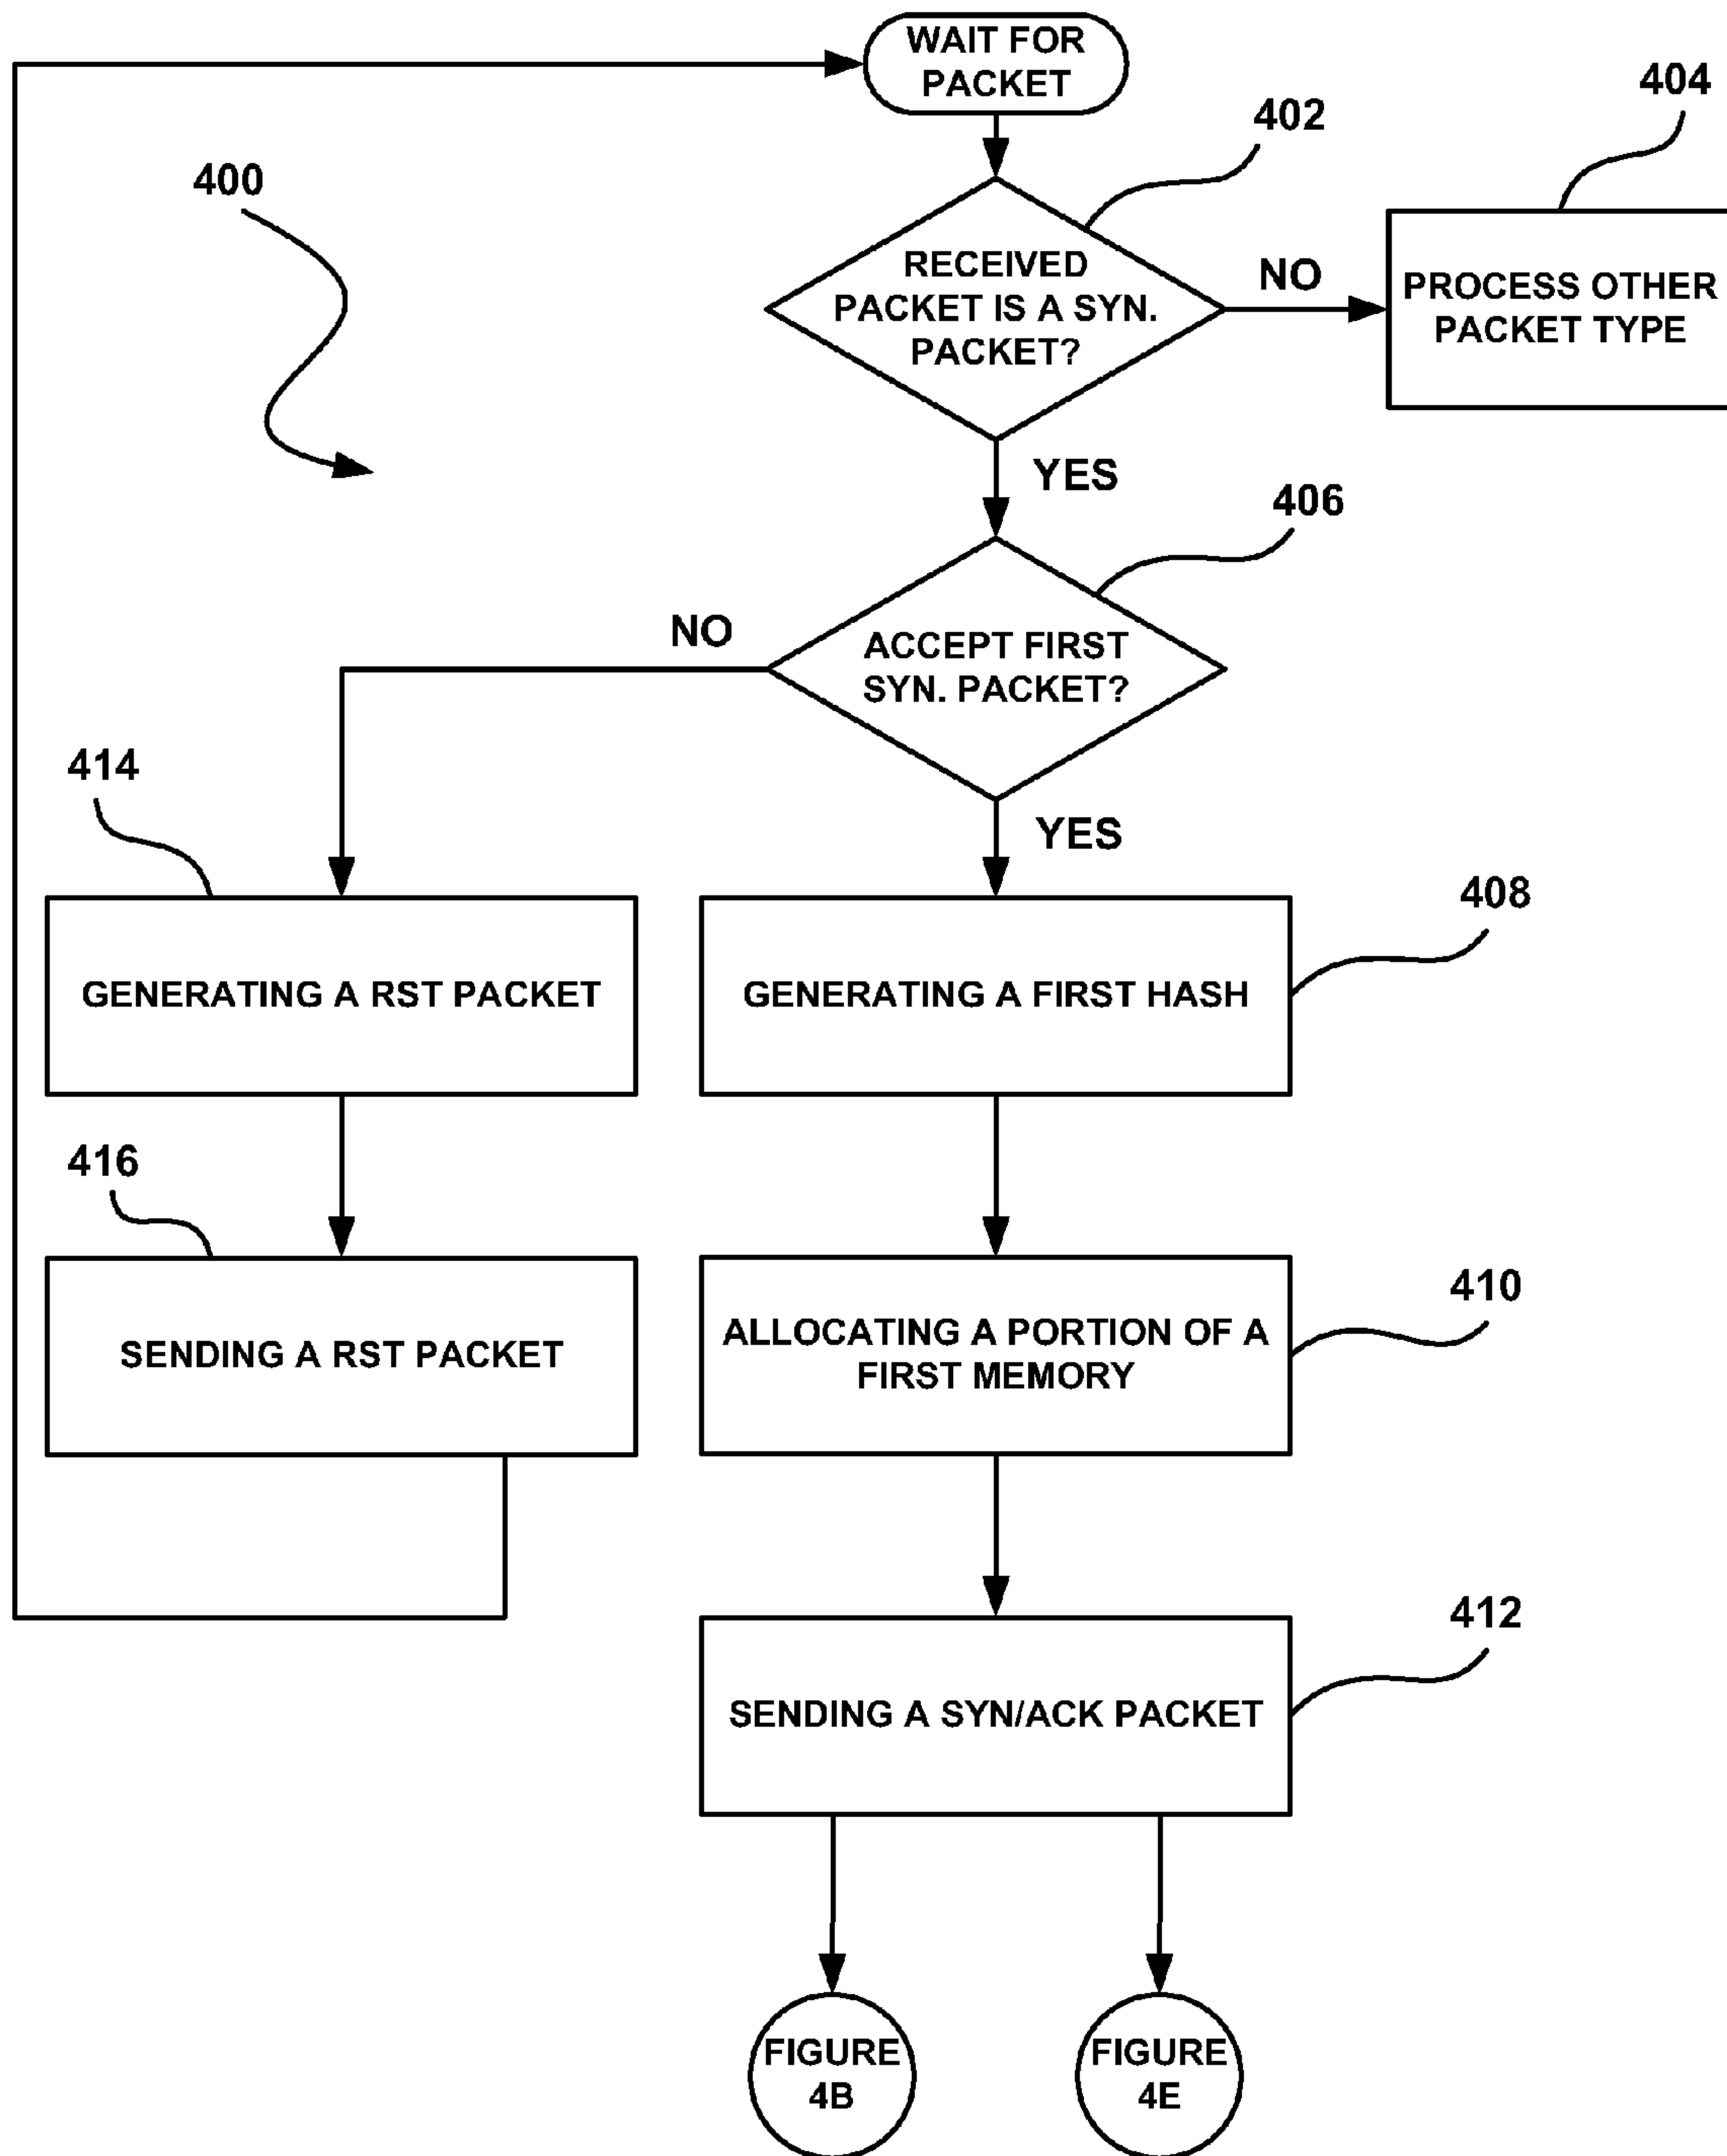 WAIT FOR
PACKET
404
402
400
RECEIVED
PACKET IS A SYN.
PACKET?
NO
PROCESS OTHER
PACKET TYPE
YES
406
NO
ACCEPT FIRST
SYN. PACKET?
414
YES
408
GENERATING A RST PACKET
GENERATING A FIRST HASH
416
410
SENDING A RST PACKET
ALLOCATING A PORTION OF A
FIRST MEMORY
412
SENDING A SYN/ACK PACKET
FIGURE
4B
FIGURE
4E